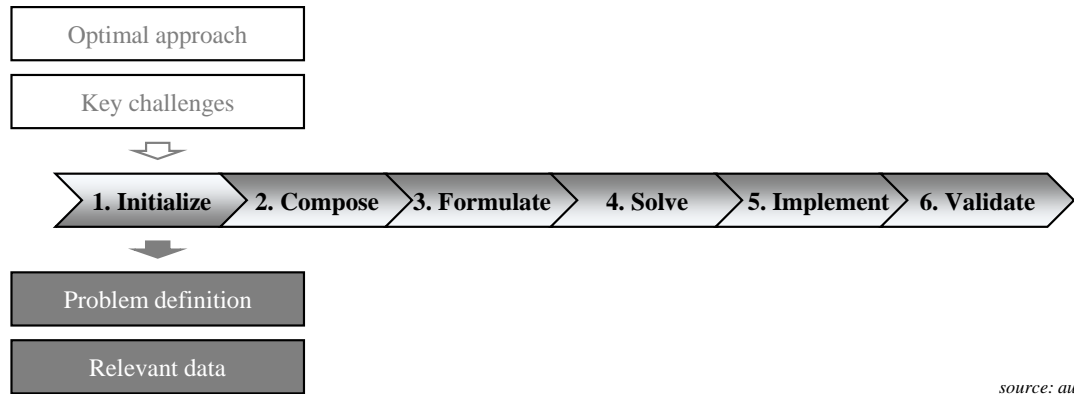 Optimal approach
Key challenges
1. Initialize 2. Compose 3. Formulate 4. Solve 5. Implement 6. Validate
Problem definition
Relevant data
source: au